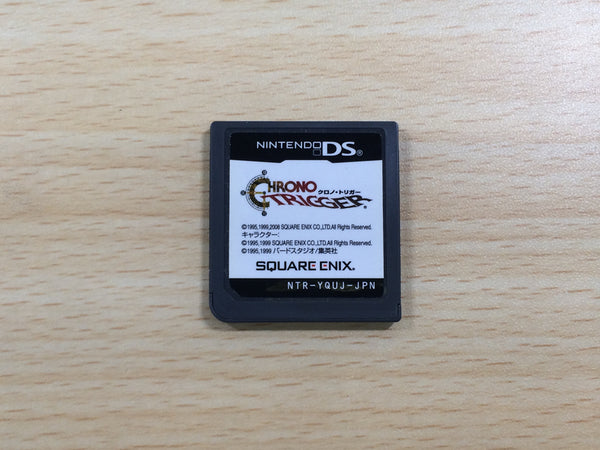 NINTENDO DS®
CHRONO
クロノ・トリガー
TRIGGER®
©1995,1999,2008 SQUARE ENIX CO.,LTD.All Rights Reserved.
キャラクター:
©1995,1999 SQUARE ENIX CO.,LTD.All Rights Reserved.
©1995,1999 バードスタジオ/集英社
SQUARE ENIX.
NTR-YQUJ-JPN